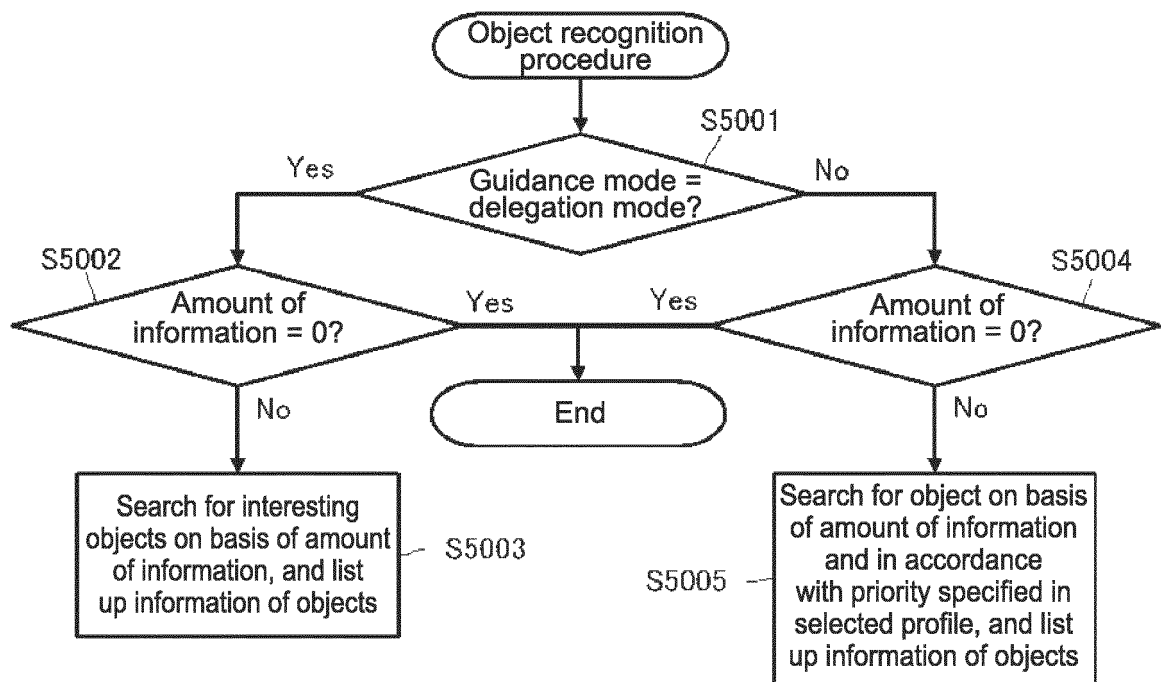 Object recognition
procedure
S5001
Yes
No
Guidance mode =
delegation mode?
S5002
S5004
Amount of
information = 0?
Yes
Yes
Amount of
information = 0?
End
No
No
Search for interesting
objects on basis of amount
of information, and list
up information of objects
S5003
Search for object on basis
of amount of information
and in accordance
with priority specified in
selected profile, and list
up information of objects
S5005